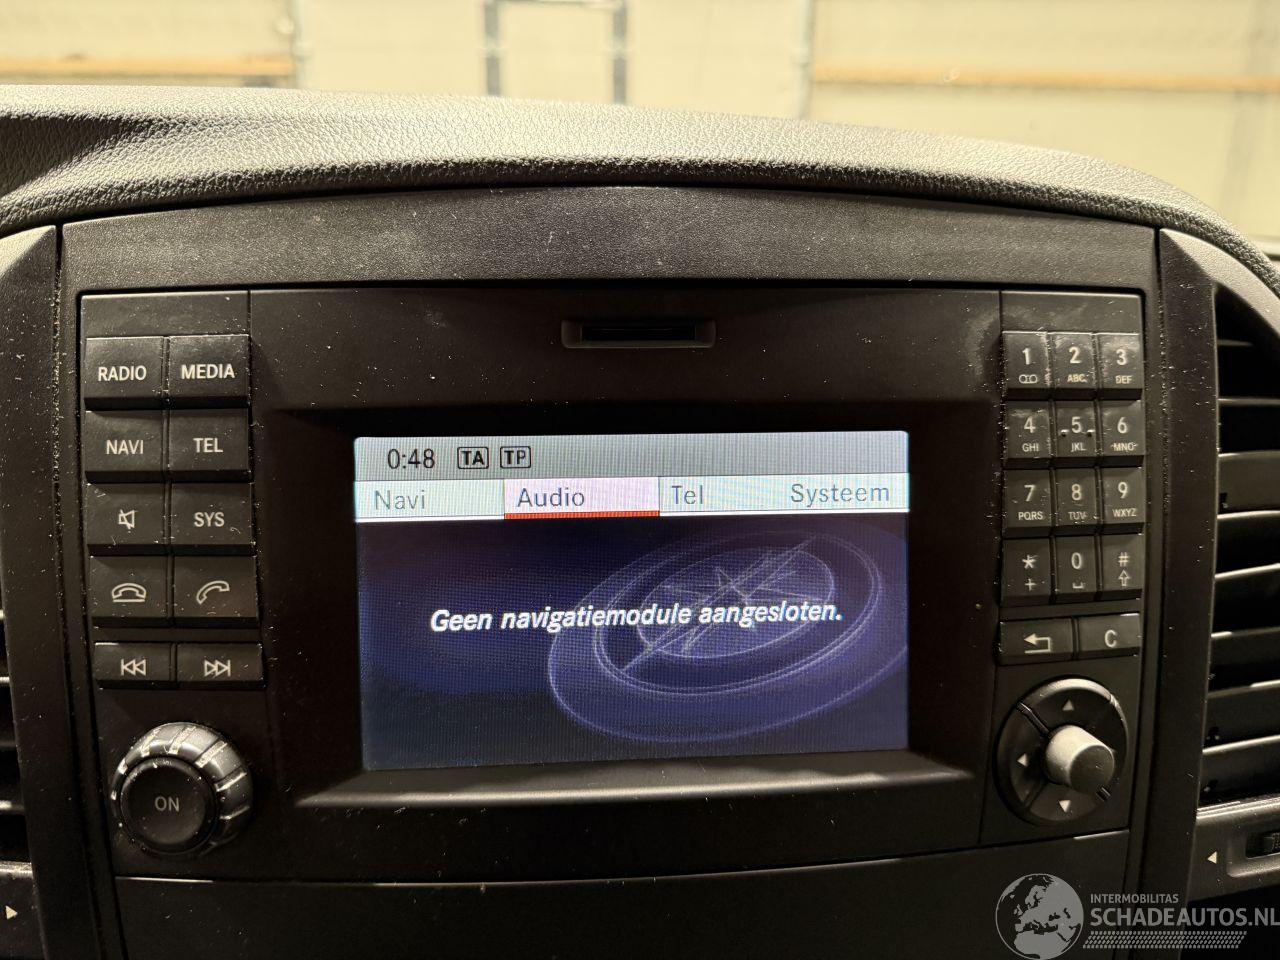 RADIO MEDIA
NAVI TEL
SYS
ON
0:48 TA TP
Navi Audio Tel Systeem
Geen navigatiemodule aangesloten.
1 2 3
ABC DEF
4 5 6
GHI JKL MNO
7 8 9
PQRS TUV WXYZ
* 0 #
+
C
INTERMOBILITAS
SCHADEAUTOS.NL